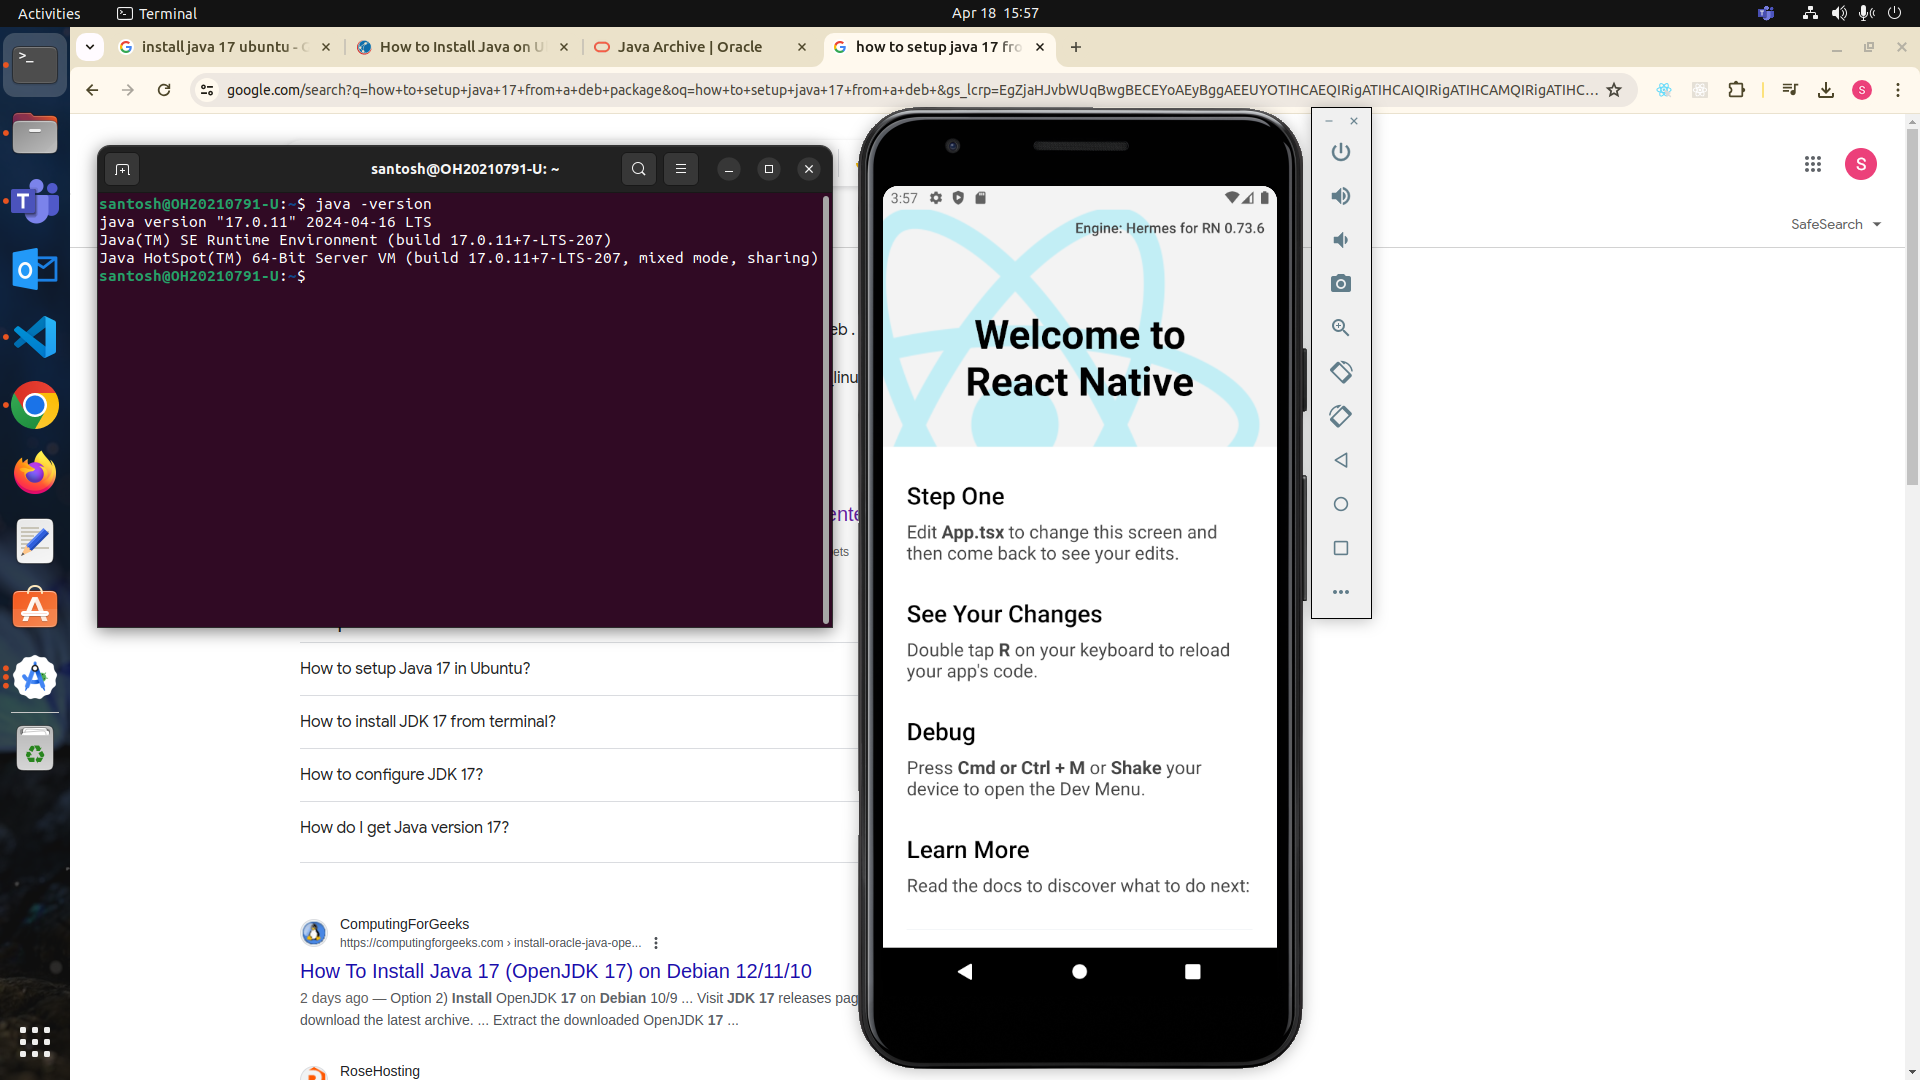 Activities
Terminal
Apr 18 15:57
install java 17 ubuntu -
How to Install Java on U
Java Archive | Oracle
how to setup java 17 fro
google.com/search?q=how+to+setup+java+17+from+a+deb+package&oq=how+to+setup+java+17+from+a+deb+&gs_lcrp=EgZjaHJvbWUqBwgBECEYoAEyBggAEEUYOTIHCAEQIRigATIHCAIQIRigATIHCAMQIRigATIHC...
S
S
SafeSearch
santosh@OH20210791-U: ~
santosh@OH20210791-U:~$ java -version
java version "17.0.11" 2024-04-16 LTS
Java(TM) SE Runtime Environment (build 17.0.11+7-LTS-207)
Java HotSpot(TM) 64-Bit Server VM (build 17.0.11+7-LTS-207, mixed mode, sharing)
santosh@OH20210791-U:~$
How to setup Java 17 in Ubuntu?
How to install JDK 17 from terminal?
How to configure JDK 17?
How do I get Java version 17?
ComputingForGeeks
https://computingforgeeks.com › install-oracle-java-ope...
How To Install Java 17 (OpenJDK 17) on Debian 12/11/10
2 days ago — Option 2) Install OpenJDK 17 on Debian 10/9 ... Visit JDK 17 releases pag
download the latest archive. ... Extract the downloaded OpenJDK 17 ...
RoseHosting
3:57
Engine: Hermes for RN 0.73.6
Welcome to
React Native
Step One
Edit App.tsx to change this screen and
then come back to see your edits.
See Your Changes
Double tap R on your keyboard to reload
your app's code.
Debug
Press Cmd or Ctrl + M or Shake your
device to open the Dev Menu.
Learn More
Read the docs to discover what to do next: